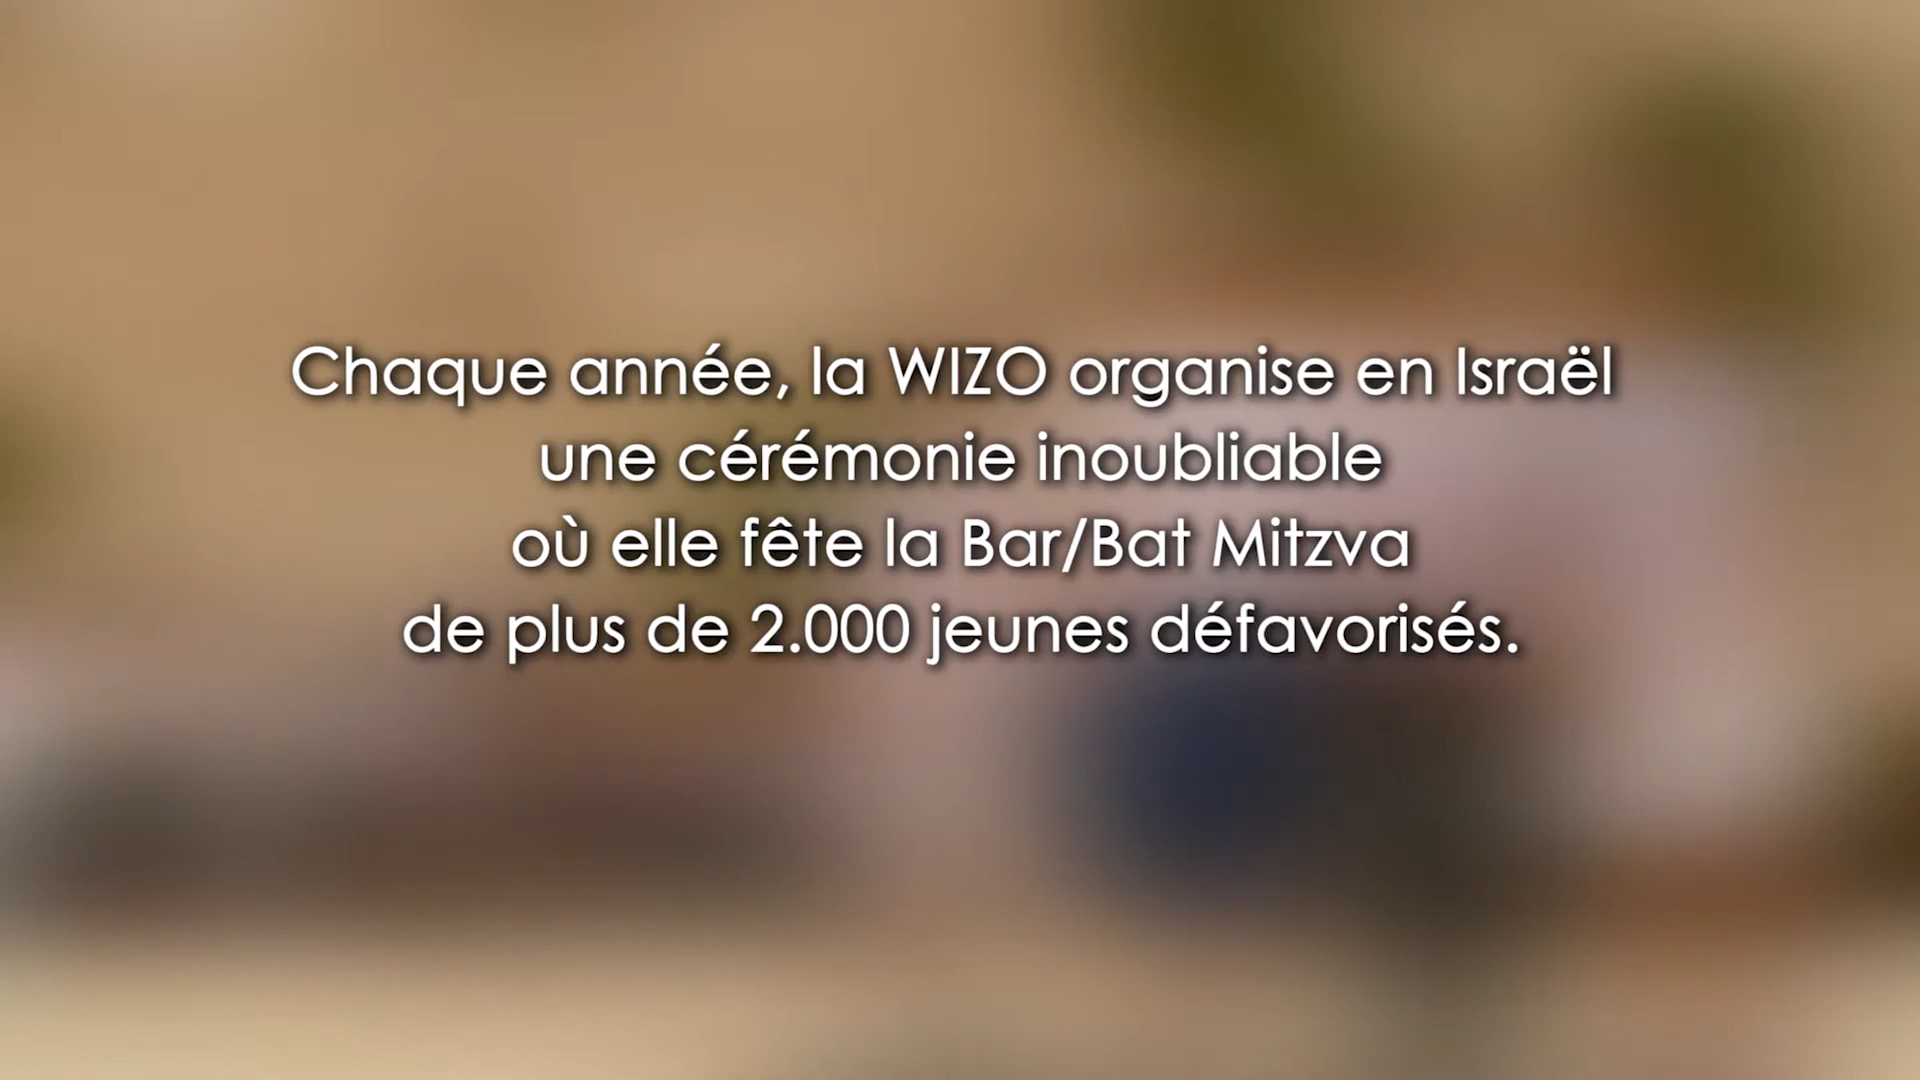 Chaque année, la WIZO organise en Israël
une cérémonie inoubliable
où elle fête la Bar/Bat Mitzva
de plus de 2.000 jeunes défavorisés.